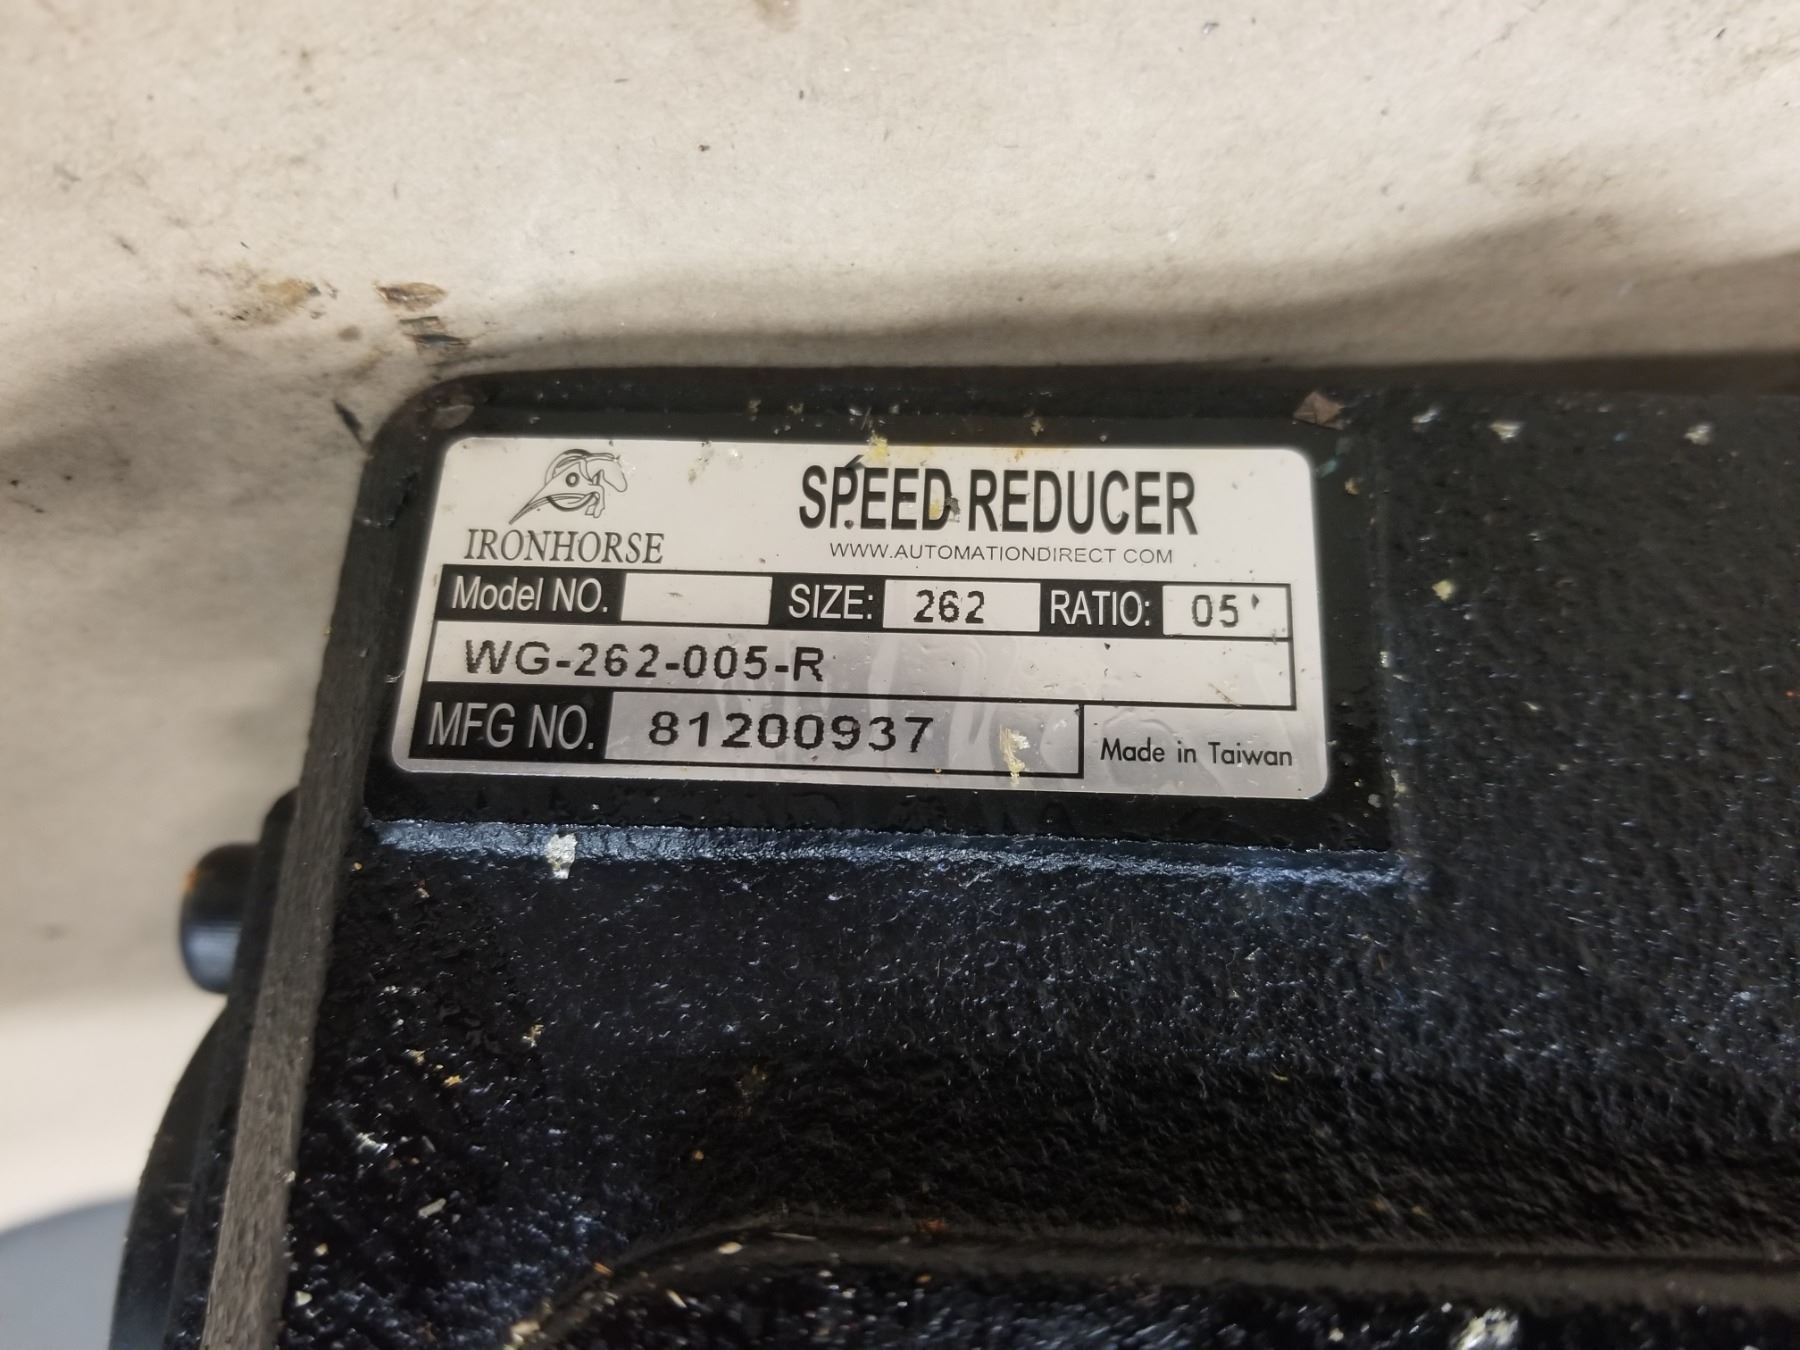 IRONHORSE
SPEED REDUCER
WWW.AUTOMATIONDIRECT.COM
Model NO. SIZE: 262 RATIO: 05
WG-262-005-R
MFG NO. 81200937
Made in Taiwan